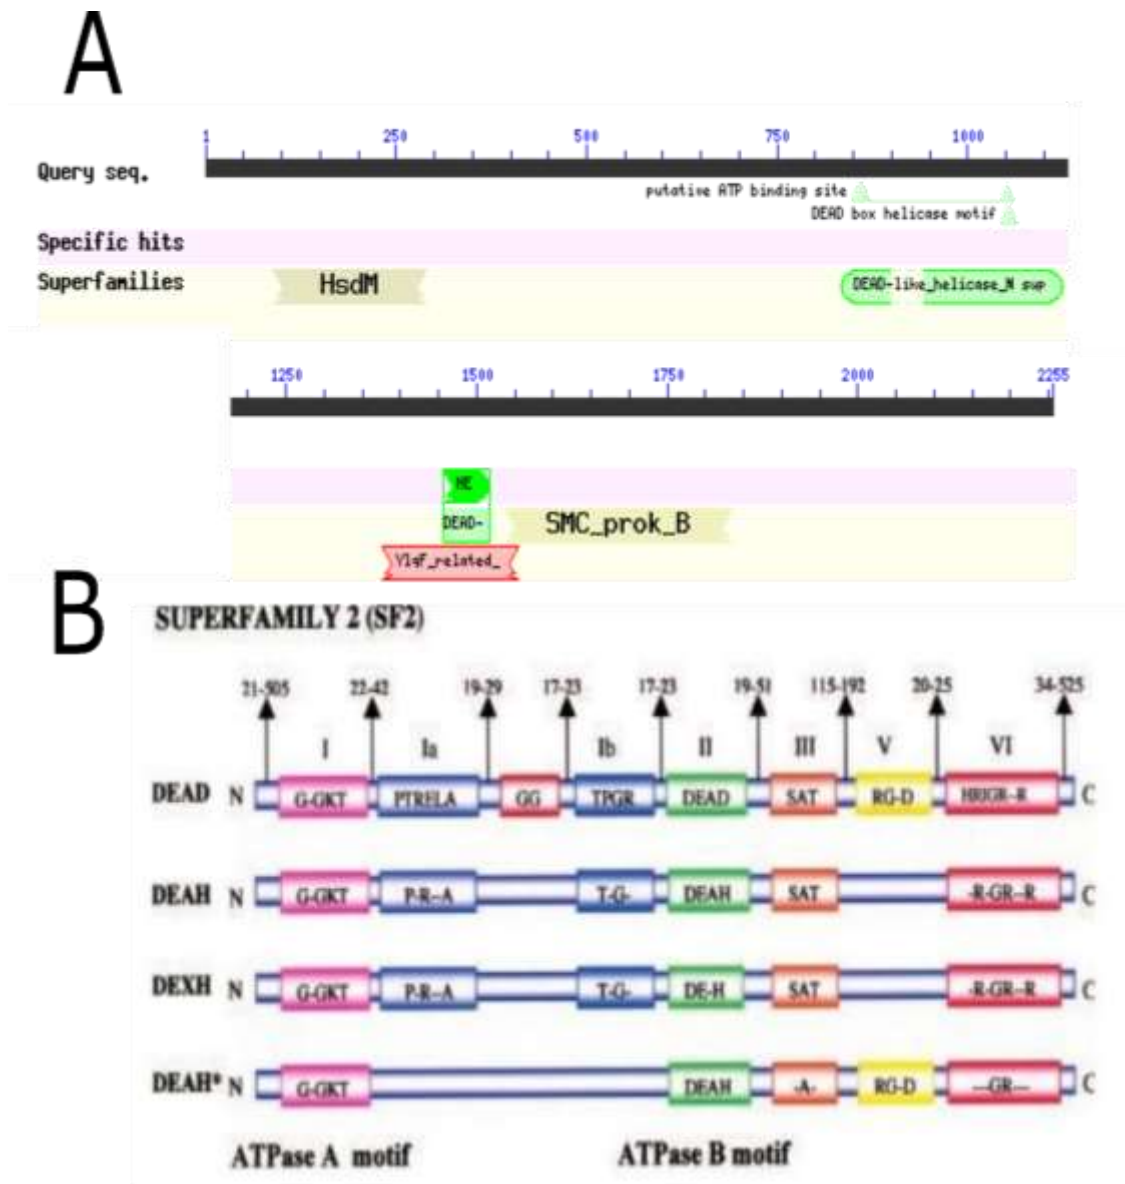 A
1 250 500 750 1000
Query seq.
putative ATP binding site
DEAD box helicase motif
Specific hits
Superfamilies HsdM DEAD-like_helicase_N sup
1250 1500 1750 2000 2255
HE
DEAD- SMC_prok_B
YlqF_related_
B
SUPERFAMILY 2 (SF2)
21-505 22-42 19-29 17-23 17-23 19-51 115-192 20-25 34-525
I Ia Ib II III V VI
DEAD N G-GKT PTRELA GG TPGR DEAD SAT RG-D HRIGR--R C
DEAH N G-GKT P-R--A T-G- DEAH SAT -R-GR--R C
DEXH N G-GKT P-R--A T-G- DE-H SAT -R-GR--R C
DEAH* N G-GKT DEAH -A- RG-D ---GR--- C
ATPase A motif ATPase B motif